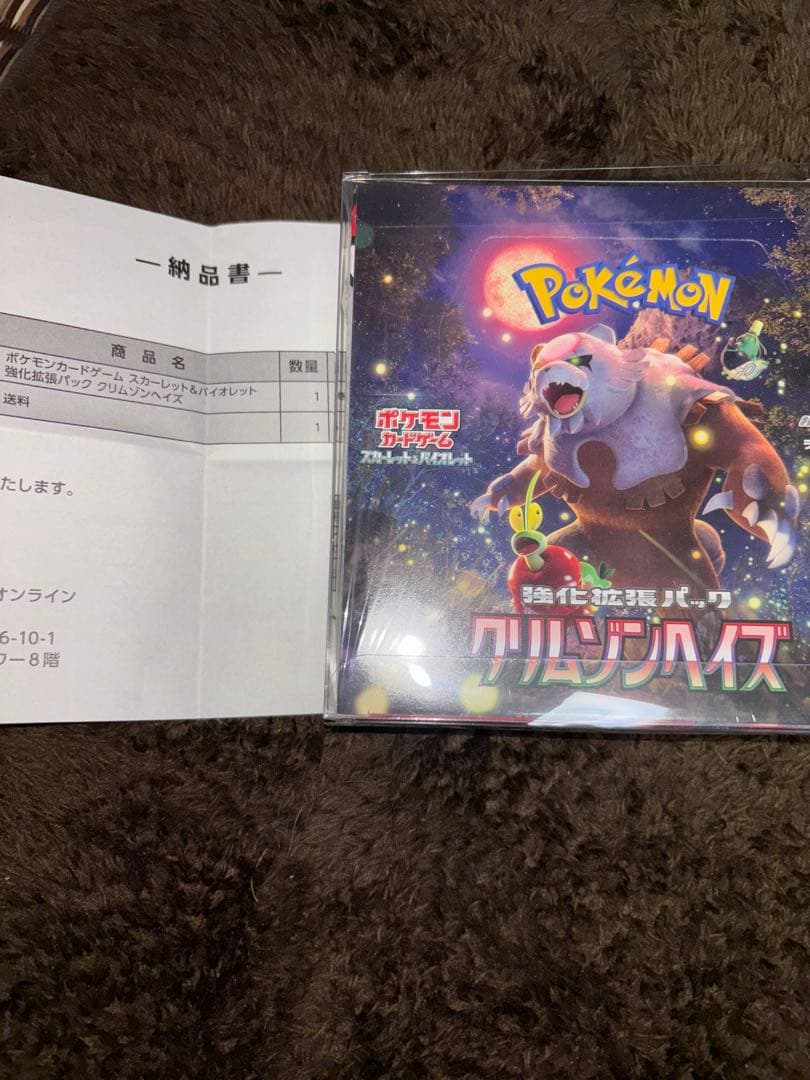 —納品書—
商品名 数量
ポケモンカードゲーム スカーレット&バイオレット
強化拡張パック クリムゾンヘイズ 1
送料 1
たします。
オンライン
6-10-1
ワー8階
POKÉMON
ポケモン
カードゲーム
スカーレット&バイオレット
強化拡張パック
クリムゾンヘイズ